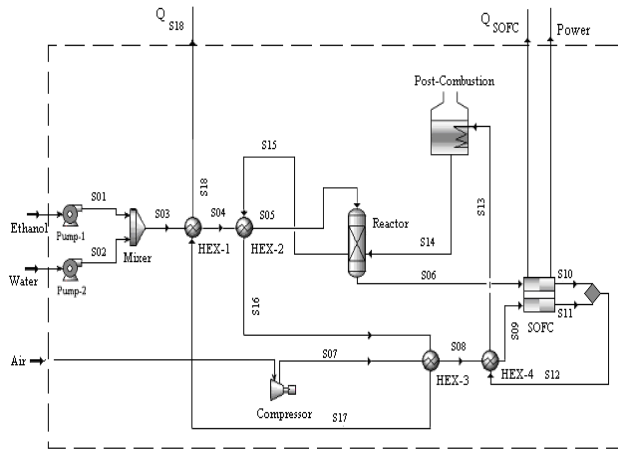 Q
S18
Q
SOFC
Power
Post-Combustion
S15
S01
S18
S04
S05
S13
Reactor
S03
Ethanol
Pump-1
HEX-1
HEX-2
S14
S02
Mixer
S06
S10
Water
Pump-2
S16
S09
S11
SOFC
Air
S07
S08
HEX-3
HEX-4
S12
Compressor
S17